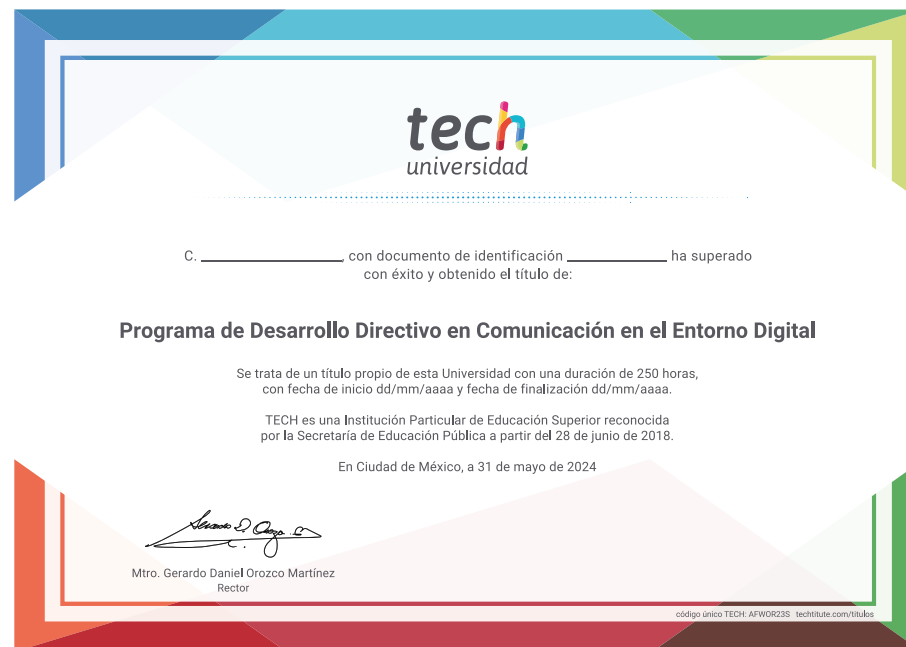 tech
universidad
C. ____________, con documento de identificación ____________ ha superado
con éxito y obtenido el título de:
Programa de Desarrollo Directivo en Comunicación en el Entorno Digital
Se trata de un título propio de esta Universidad con una duración de 250 horas,
con fecha de inicio dd/mm/aaaa y fecha de finalización dd/mm/aaaa.
TECH es una Institución Particular de Educación Superior reconocida
por la Secretaría de Educación Pública a partir del 28 de junio de 2018.
En Ciudad de México, a 31 de mayo de 2024
Mtro. Gerardo Daniel Orozco Martínez
Rector
código único TECH: AFWOR23S techtitute.com/titulos